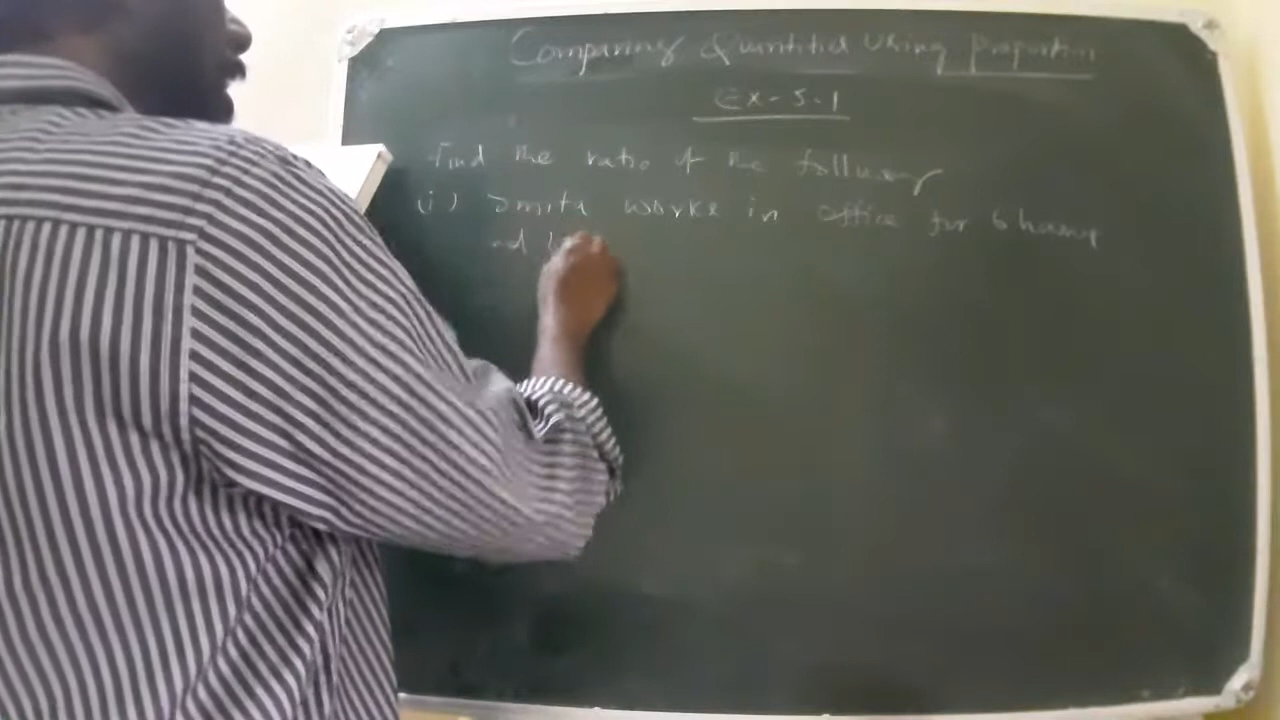 Comparing Quantities Using Proportion
Ex-5.1
Find the ratio of the following
(i) Smita works in office for 6 hours
and